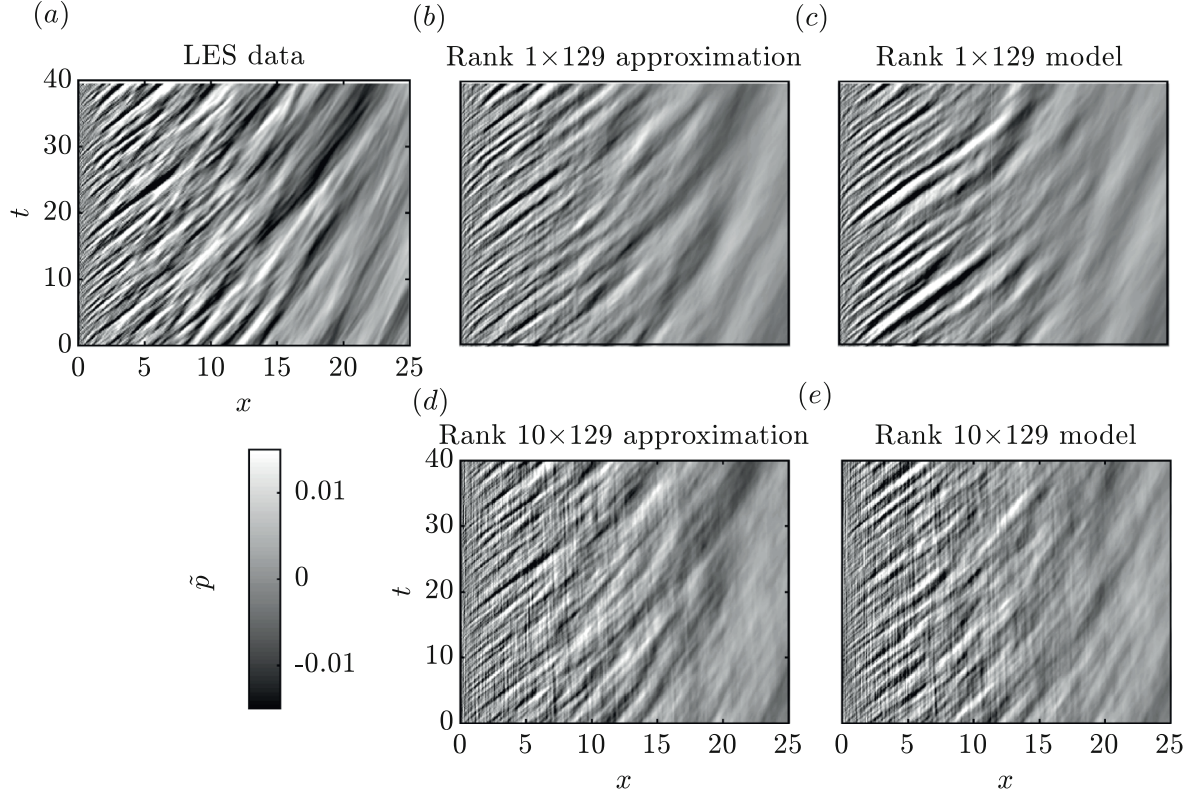 (a)
(b)
(c)
LES data
Rank 1×129 approximation
Rank 1×129 model
40
30
20
10
0
t
0 5 10 15 20 25
x
(d)
(e)
Rank 10×129 approximation
Rank 10×129 model
0.01
0
-0.01
p̃
40
30
20
10
0
t
0 5 10 15 20 25
x
0 5 10 15 20 25
x